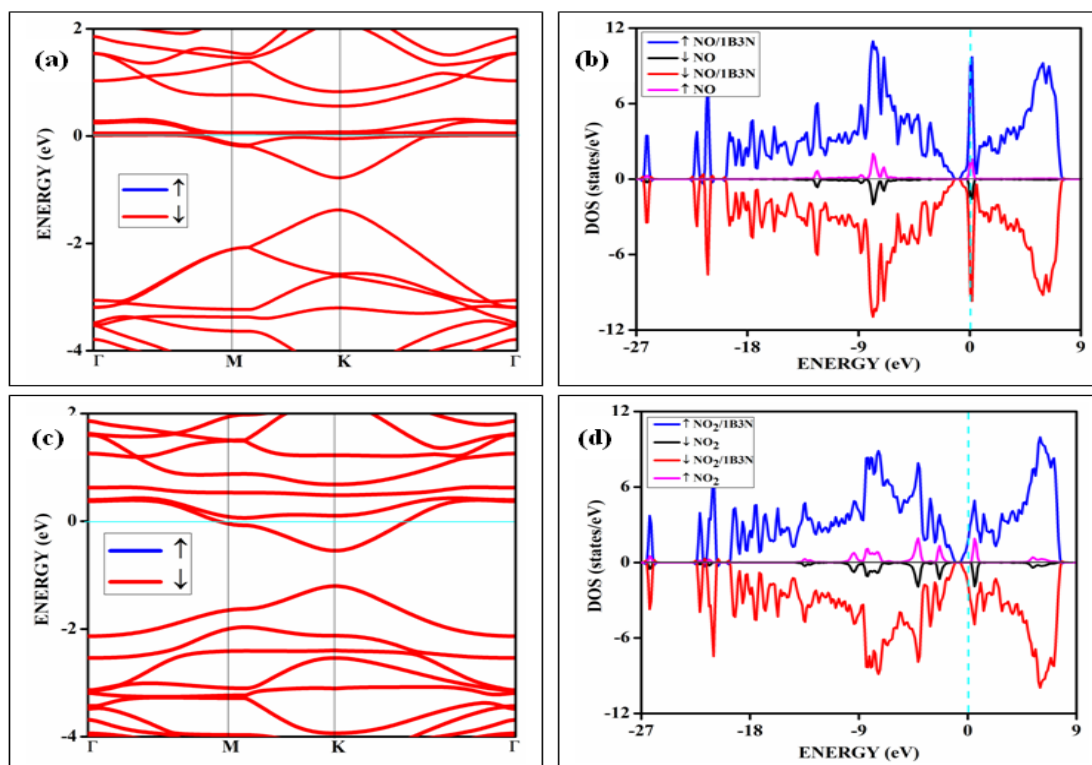 (a)
ENERGY (eV)
2
0
-2
-4
↑
↓
Γ M K Γ
(b)
DOS (states/eV)
12
6
0
-6
-12
↑ NO/1B3N
↓ NO
↓ NO/1B3N
↑ NO
-27 -18 -9 0 9
ENERGY (eV)
(c)
ENERGY (eV)
2
0
-2
-4
↑
↓
Γ M K Γ
(d)
DOS (states/eV)
12
6
0
-6
-12
↑ NO₂/1B3N
↓ NO₂
↓ NO₂/1B3N
↑ NO₂
-27 -18 -9 0 9
ENERGY (eV)